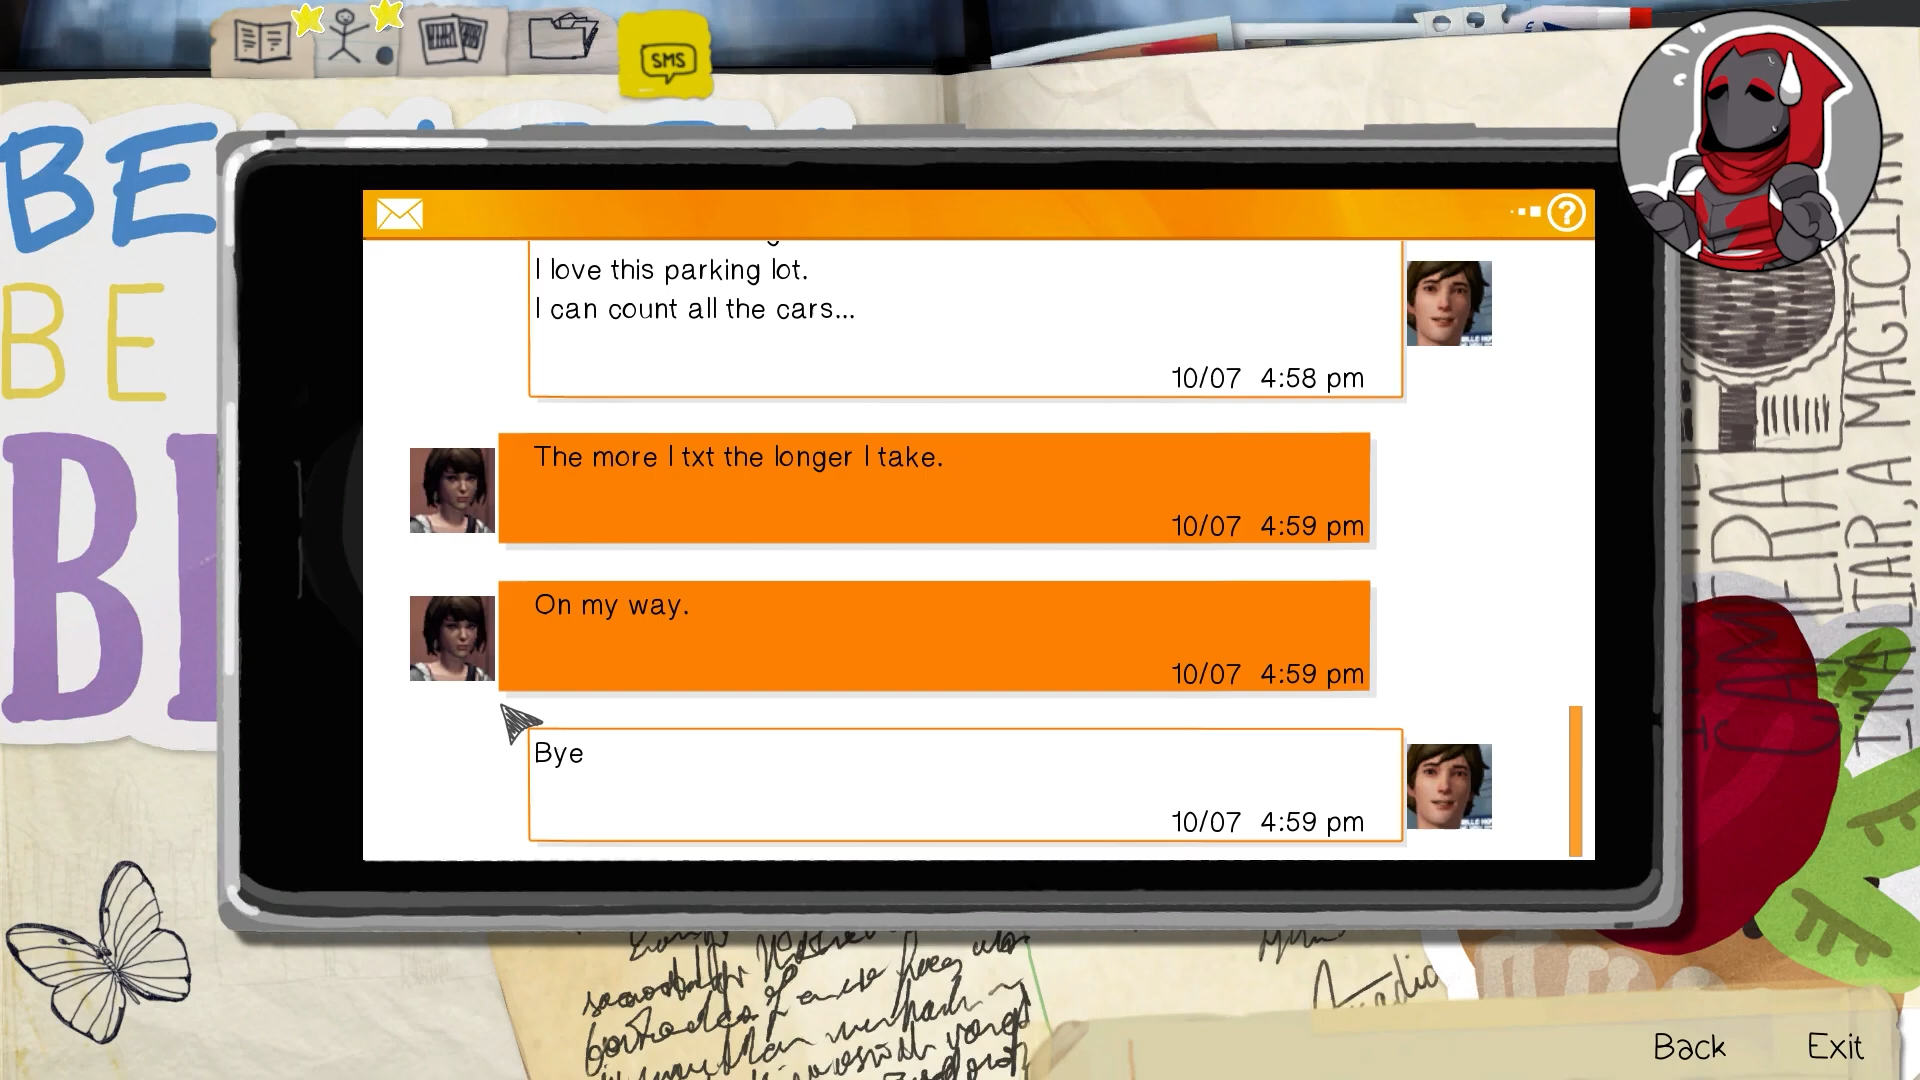 SMS
BE
BE
I love this parking lot.
I can count all the cars...
10/07 4:58 pm
The more I txt the longer I take.
10/07 4:59 pm
On my way.
10/07 4:59 pm
Bye
10/07 4:59 pm
CAMERA
FAMILIAR, A MAGICIAN
Back
Exit